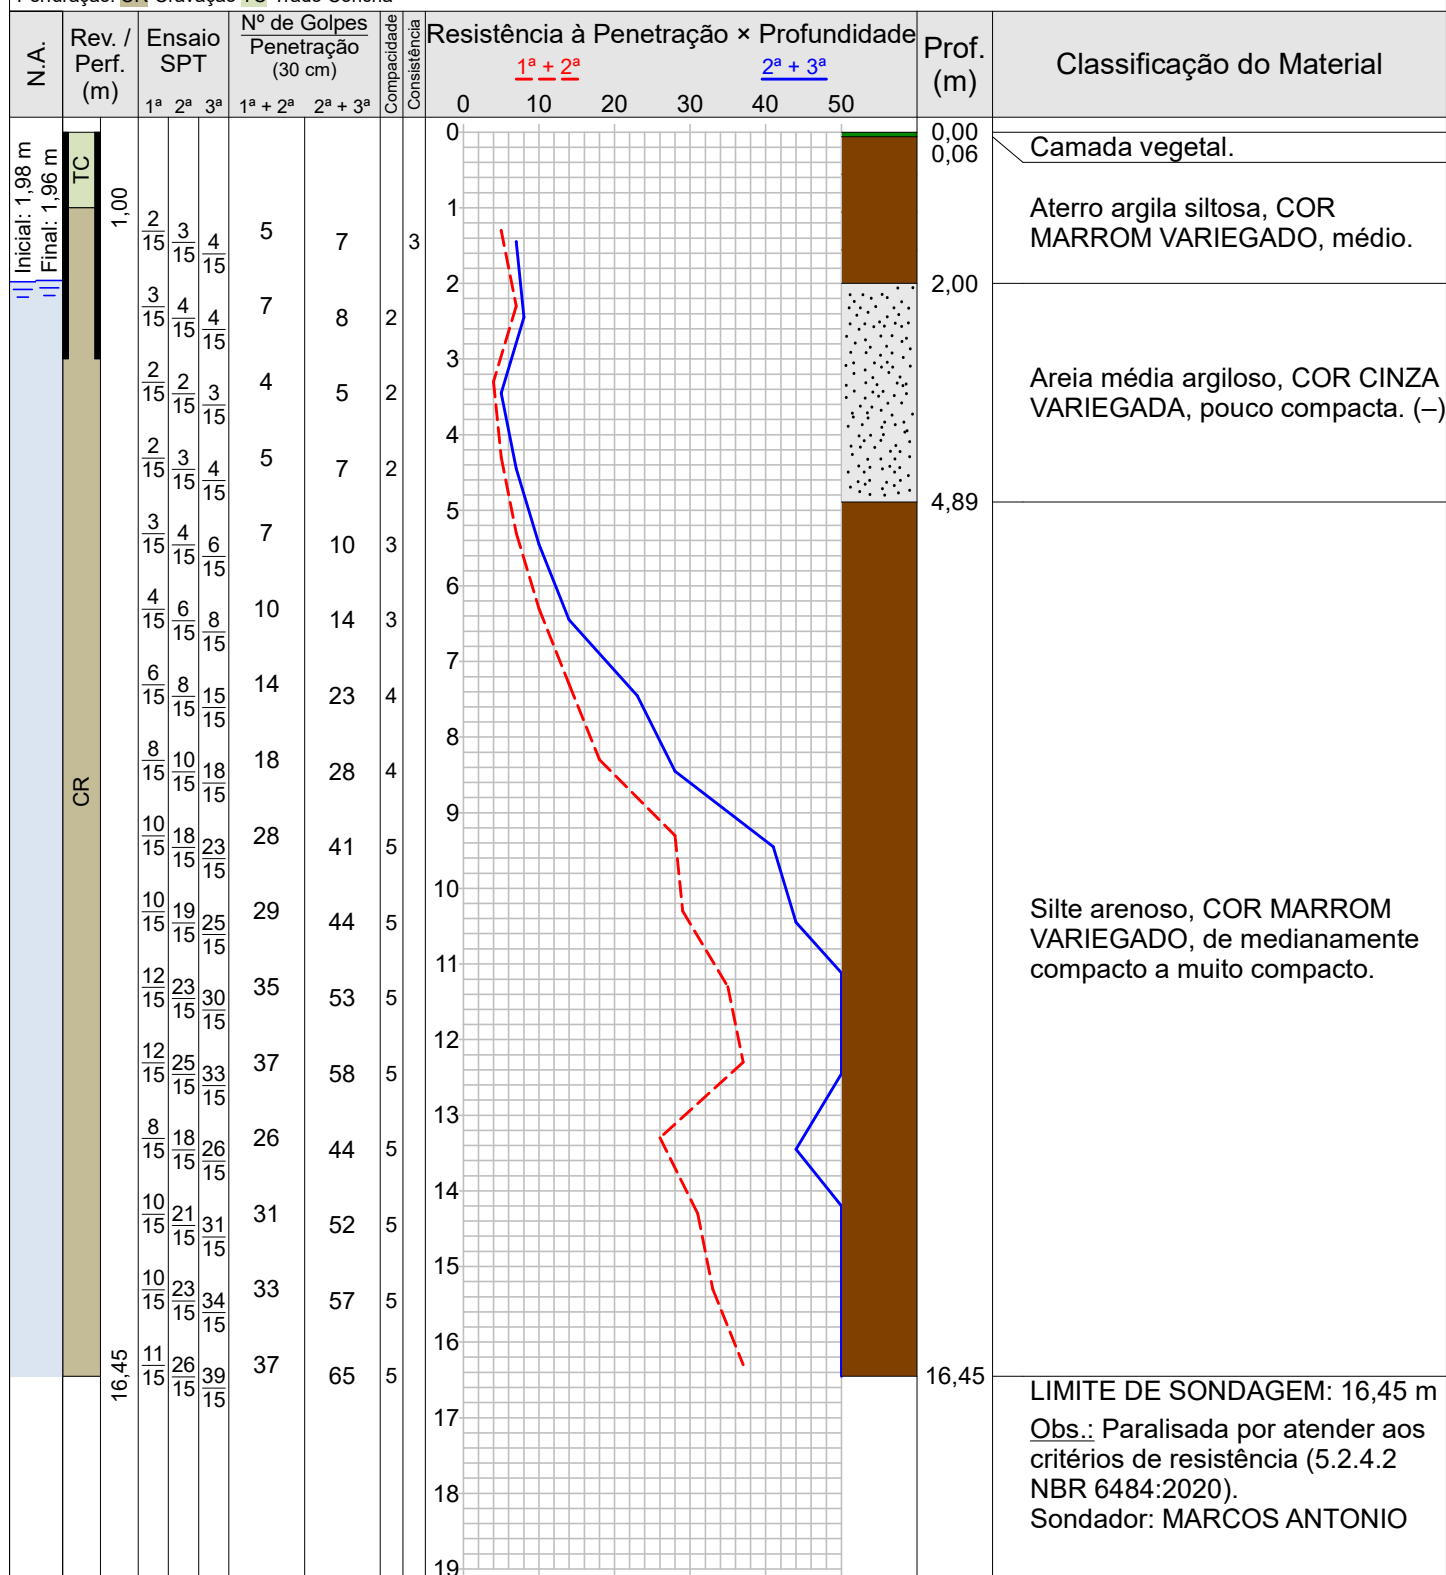 N.A.
Rev. /
Perf.
(m)
Ensaio
SPT
1ª 2ª 3ª
Nº de Golpes
Penetração
(30 cm)
1ª + 2ª 2ª + 3ª
Compacidade
Consistência
Resistência à Penetração × Profundidade
1ª + 2ª 2ª + 3ª
0 10 20 30 40 50
Prof.
(m)
Classificação do Material
Inicial: 1,98 m
Final: 1,96 m
TC
CR
1,00
16,45
2/15 3/15 4/15 5 7 3
3/15 4/15 4/15 7 8 2
2/15 2/15 3/15 4 5 2
2/15 3/15 4/15 5 7 2
3/15 4/15 6/15 7 10 3
4/15 6/15 8/15 10 14 3
6/15 8/15 15/15 14 23 4
8/15 10/15 18/15 18 28 4
10/15 18/15 23/15 28 41 5
10/15 19/15 25/15 29 44 5
12/15 23/15 30/15 35 53 5
12/15 25/15 33/15 37 58 5
8/15 18/15 26/15 26 44 5
10/15 21/15 31/15 31 52 5
10/15 23/15 34/15 33 57 5
11/15 26/15 39/15 37 65 5
0
1
2
3
4
5
6
7
8
9
10
11
12
13
14
15
16
17
18
19
0,00
0,06
2,00
4,89
16,45
Camada vegetal.
Aterro argila siltosa, COR
MARROM VARIEGADO, médio.
Areia média argiloso, COR CINZA
VARIEGADA, pouco compacta. (–)
Silte arenoso, COR MARROM
VARIEGADO, de medianamente
compacto a muito compacto.
LIMITE DE SONDAGEM: 16,45 m
Obs.: Paralisada por atender aos
critérios de resistência (5.2.4.2
NBR 6484:2020).
Sondador: MARCOS ANTONIO